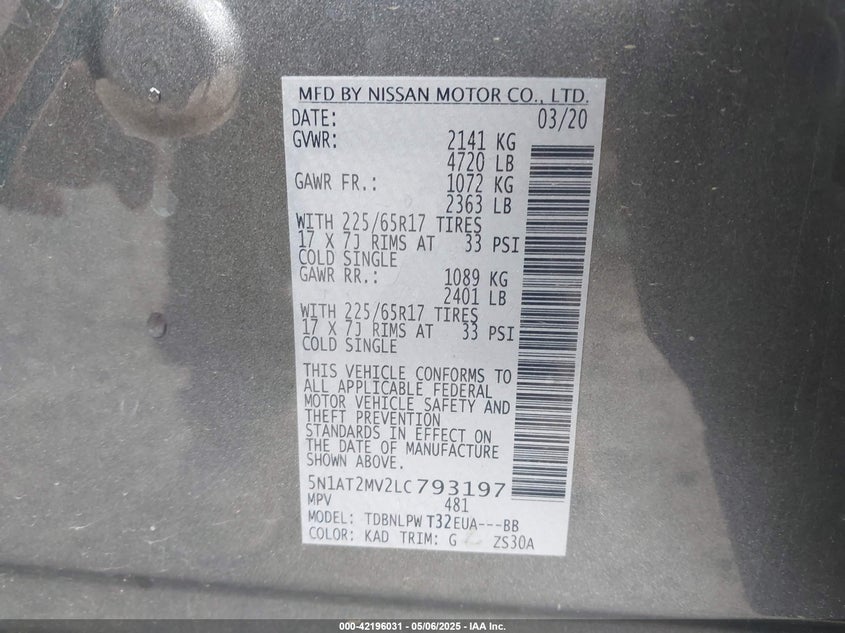 MFD BY NISSAN MOTOR CO., LTD.
DATE: 03/20
GVWR: 2141 KG
4720 LB
GAWR FR.: 1072 KG
2363 LB
WITH 225/65R17 TIRES
17 X 7J RIMS AT 33 PSI
COLD SINGLE
GAWR RR.: 1089 KG
2401 LB
WITH 225/65R17 TIRES
17 X 7J RIMS AT 33 PSI
COLD SINGLE
THIS VEHICLE CONFORMS TO
ALL APPLICABLE FEDERAL
MOTOR VEHICLE SAFETY AND
THEFT PREVENTION
STANDARDS IN EFFECT ON
THE DATE OF MANUFACTURE
SHOWN ABOVE.
5N1AT2MV2LC793197
MPV 481
MODEL: TDBNLPW T32EUA---BB
COLOR: KAD TRIM: G ZS30A
000-42196031 - 05/06/2025 - IAA Inc.